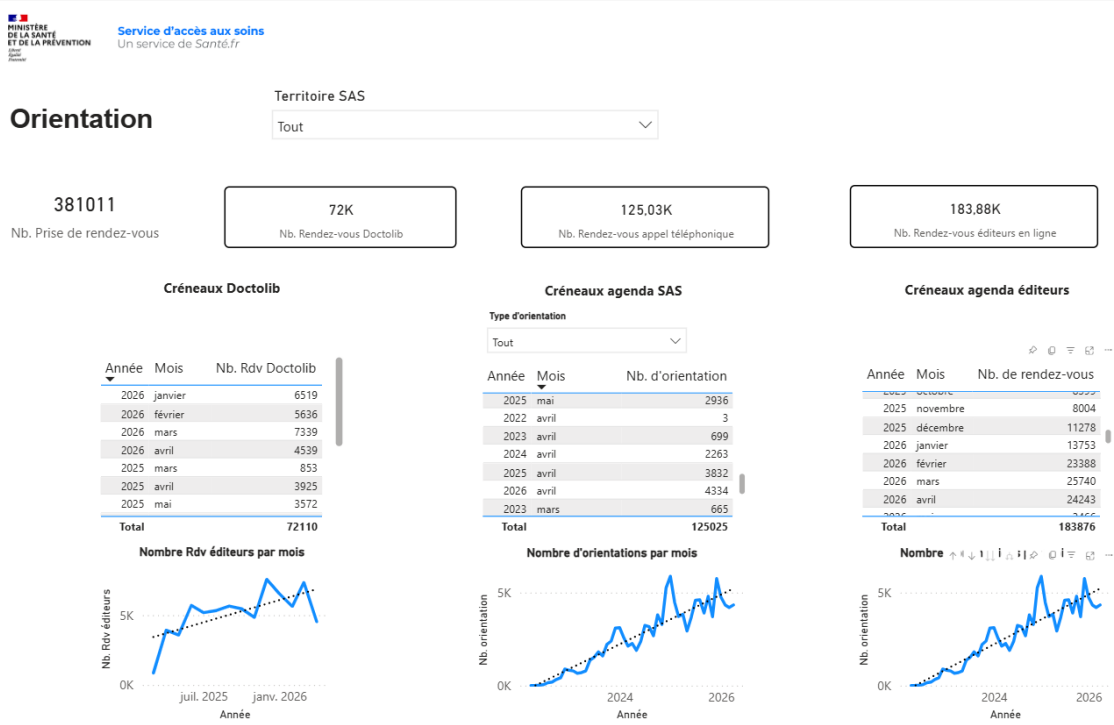 MINISTÈRE
DE LA SANTÉ
ET DE LA PRÉVENTION
Liberté
Égalité
Fraternité
Service d'accès aux soins
Un service de Santé.fr
Orientation
Territoire SAS
Tout
381011
Nb. Prise de rendez-vous
72K
Nb. Rendez-vous Doctolib
125,03K
Nb. Rendez-vous appel téléphonique
183,88K
Nb. Rendez-vous éditeurs en ligne
Créneaux Doctolib
Année Mois Nb. Rdv Doctolib
2026 janvier 6519
2026 février 5636
2026 mars 7339
2026 avril 4539
2025 mars 853
2025 avril 3925
2025 mai 3572
Total 72110
Nombre Rdv éditeurs par mois
Nb. Rdv éditeurs
5K
0K
juil. 2025 janv. 2026
Année
Créneaux agenda SAS
Type d'orientation
Tout
Année Mois Nb. d'orientation
2025 mai 2936
2022 avril 3
2023 avril 699
2024 avril 2263
2025 avril 3832
2026 avril 4334
2023 mars 665
Total 125025
Nombre d'orientations par mois
Nb. orientation
5K
0K
2024 2026
Année
Créneaux agenda éditeurs
Année Mois Nb. de rendez-vous
2025 novembre 8004
2025 décembre 11278
2026 janvier 13753
2026 février 23388
2026 mars 25740
2026 avril 24243
Total 183876
Nombre
Nb. orientation
5K
0K
2024 2026
Année